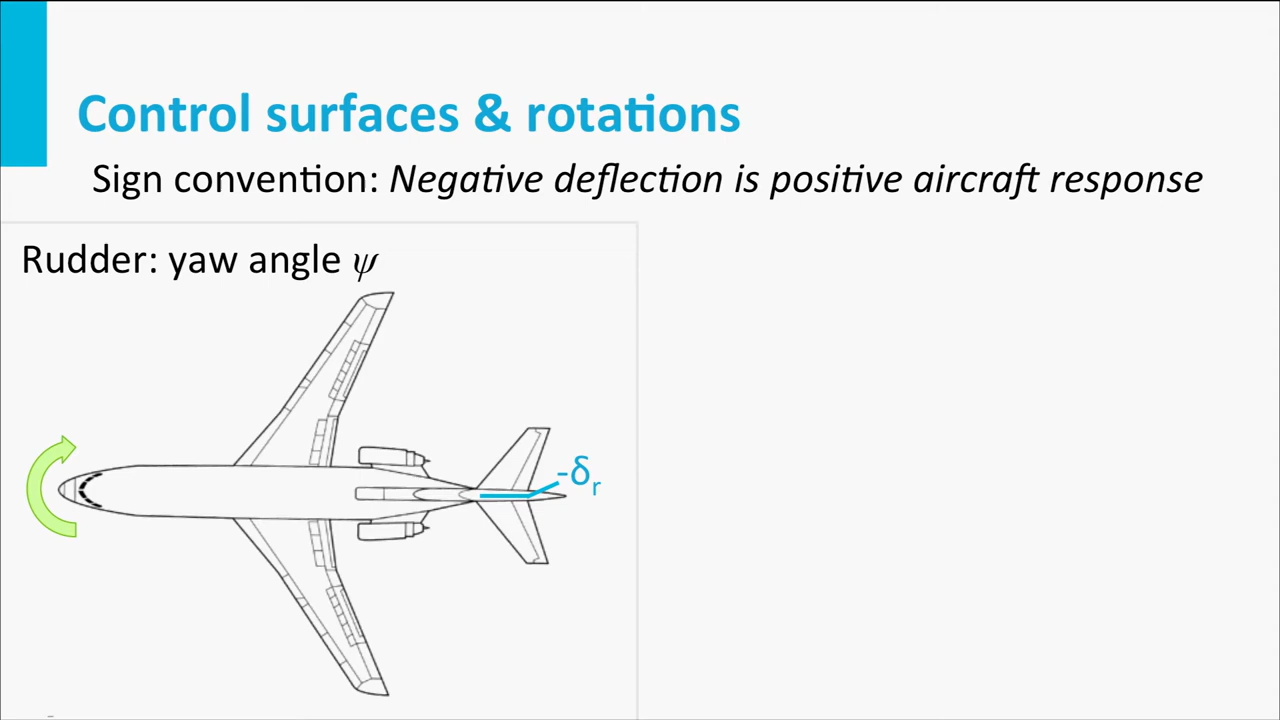 Control surfaces & rotations
Sign convention: Negative deflection is positive aircraft response
Rudder: yaw angle ψ
-δr